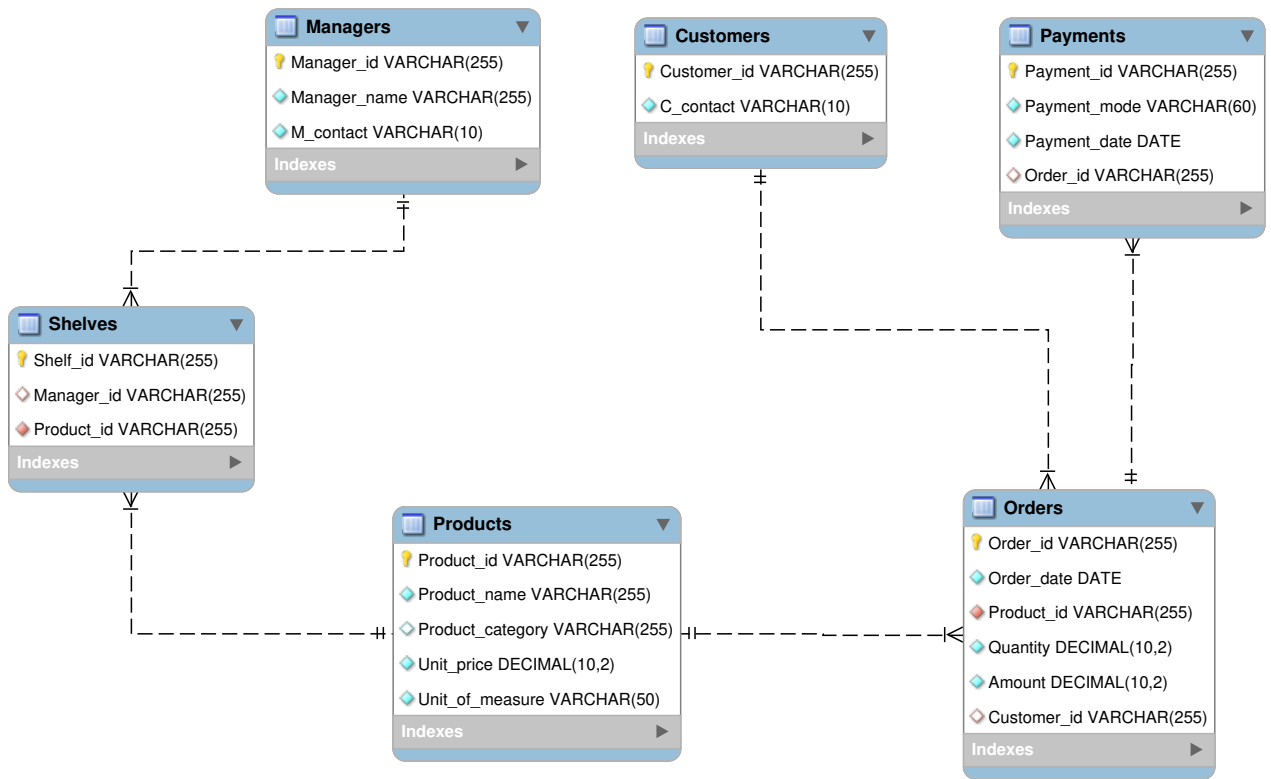 Managers
Manager_id VARCHAR(255)
Manager_name VARCHAR(255)
M_contact VARCHAR(10)
Indexes
Customers
Customer_id VARCHAR(255)
C_contact VARCHAR(10)
Indexes
Payments
Payment_id VARCHAR(255)
Payment_mode VARCHAR(60)
Payment_date DATE
Order_id VARCHAR(255)
Indexes
Shelves
Shelf_id VARCHAR(255)
Manager_id VARCHAR(255)
Product_id VARCHAR(255)
Indexes
Products
Product_id VARCHAR(255)
Product_name VARCHAR(255)
Product_category VARCHAR(255)
Unit_price DECIMAL(10,2)
Unit_of_measure VARCHAR(50)
Indexes
Orders
Order_id VARCHAR(255)
Order_date DATE
Product_id VARCHAR(255)
Quantity DECIMAL(10,2)
Amount DECIMAL(10,2)
Customer_id VARCHAR(255)
Indexes